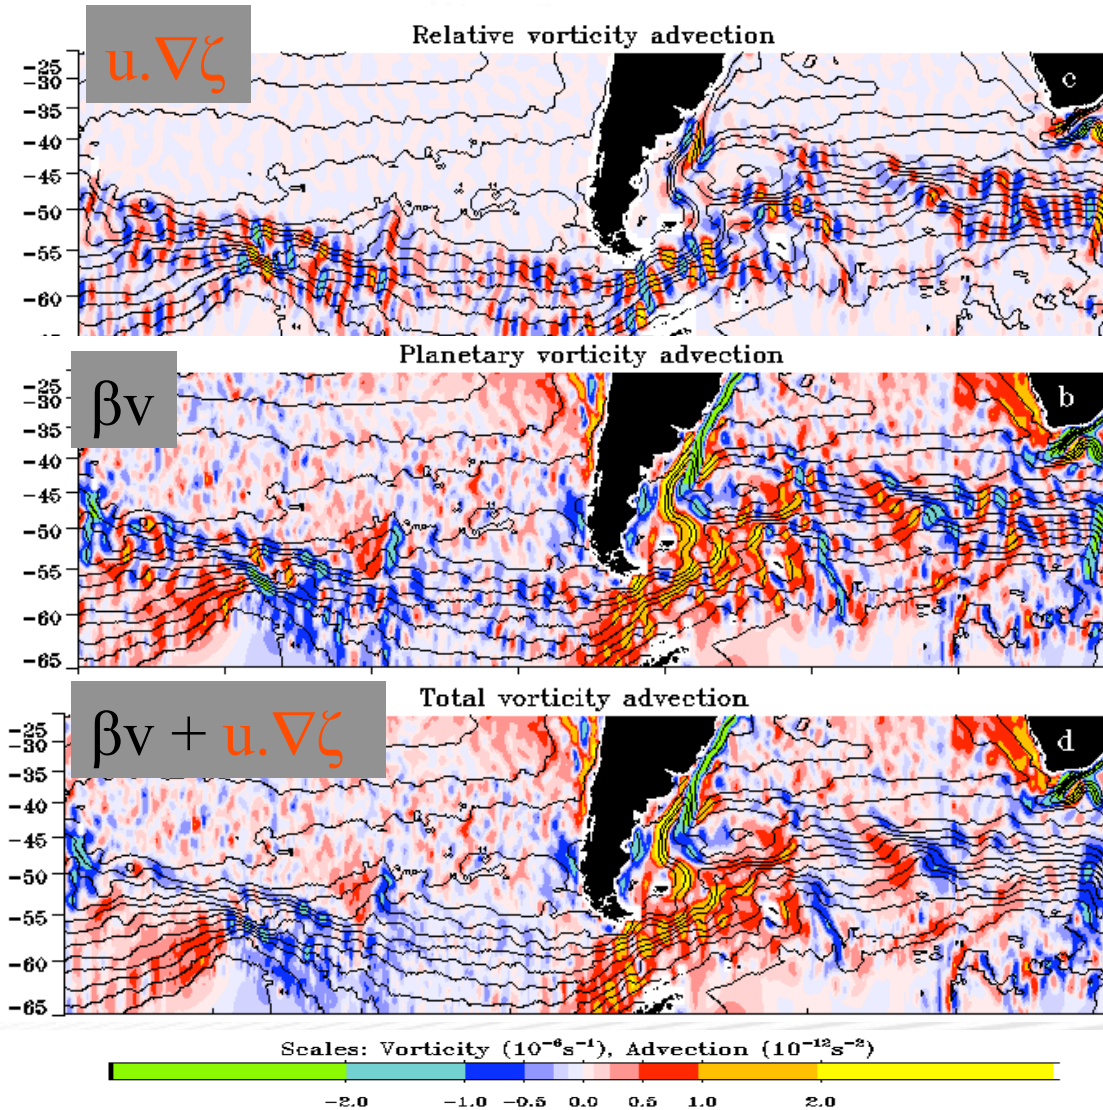 u.∇ζ
Relative vorticity advection
c
-25
-30
-35
-40
-45
-50
-55
-60
βv
Planetary vorticity advection
b
-25
-30
-35
-40
-45
-50
-55
-60
-65
βv + u.∇ζ
Total vorticity advection
d
-25
-30
-35
-40
-45
-50
-55
-60
-65
Scales: Vorticity (10⁻⁶s⁻¹), Advection (10⁻¹²s⁻²)
-2.0 -1.0 -0.5 0.0 0.5 1.0 2.0